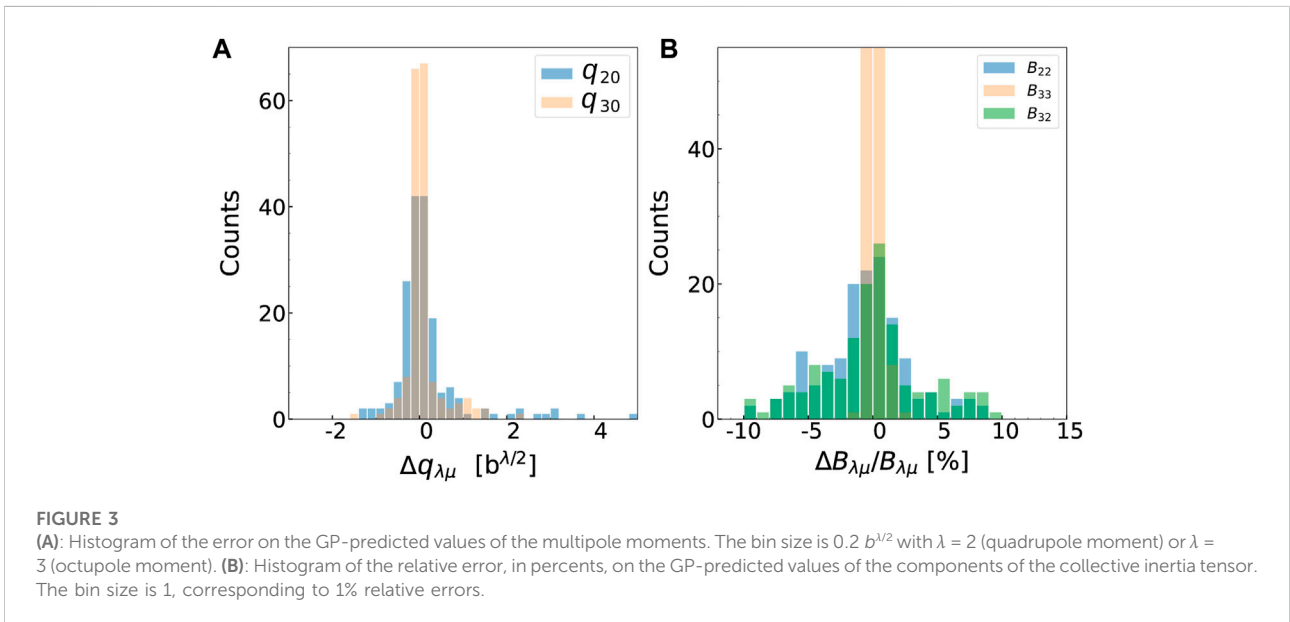 A
B
q20
q30
B22
B33
B32
60
40
20
0
40
20
0
Counts
Counts
-2
0
2
4
-10
-5
0
5
10
15
Δqλμ [b^λ/2]
ΔBλμ/Bλμ [%]
FIGURE 3
(A): Histogram of the error on the GP-predicted values of the multipole moments. The bin size is 0.2 b^λ/2 with λ = 2 (quadrupole moment) or λ =
3 (octupole moment). (B): Histogram of the relative error, in percents, on the GP-predicted values of the components of the collective inertia tensor.
The bin size is 1, corresponding to 1% relative errors.